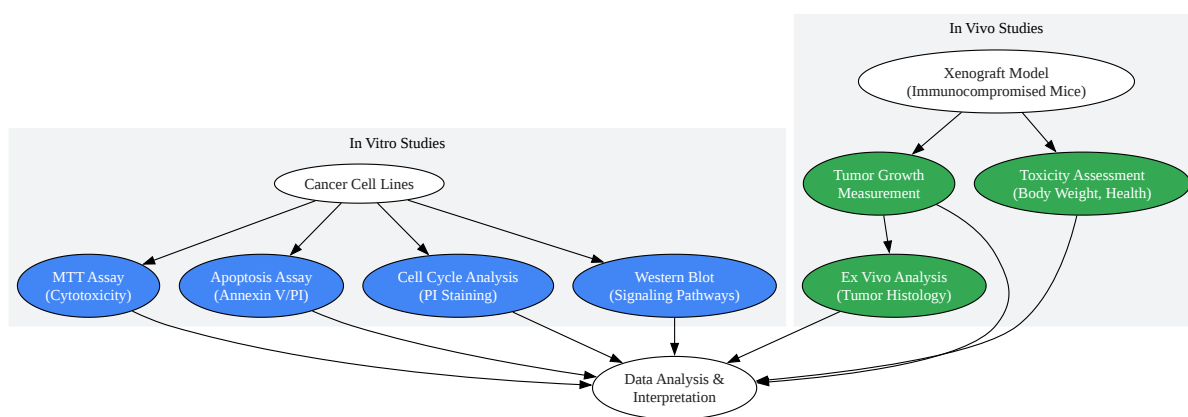 In Vivo Studies
Xenograft Model
(Immunocompromised Mice)
In Vitro Studies
Cancer Cell Lines
Tumor Growth
Measurement
Toxicity Assessment
(Body Weight, Health)
MTT Assay
(Cytotoxicity)
Apoptosis Assay
(Annexin V/PI)
Cell Cycle Analysis
(PI Staining)
Western Blot
(Signaling Pathways)
Ex Vivo Analysis
(Tumor Histology)
Data Analysis &
Interpretation